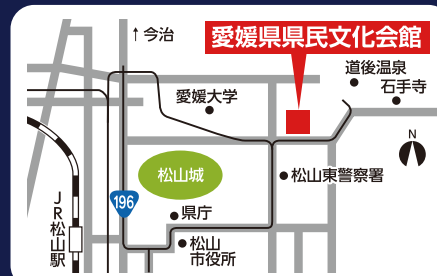 ↑今治
愛媛県県民文化会館
道後温泉
石手寺
愛媛大学
N
松山城
松山東警察署
196
県庁
JR松山駅
松山
市役所